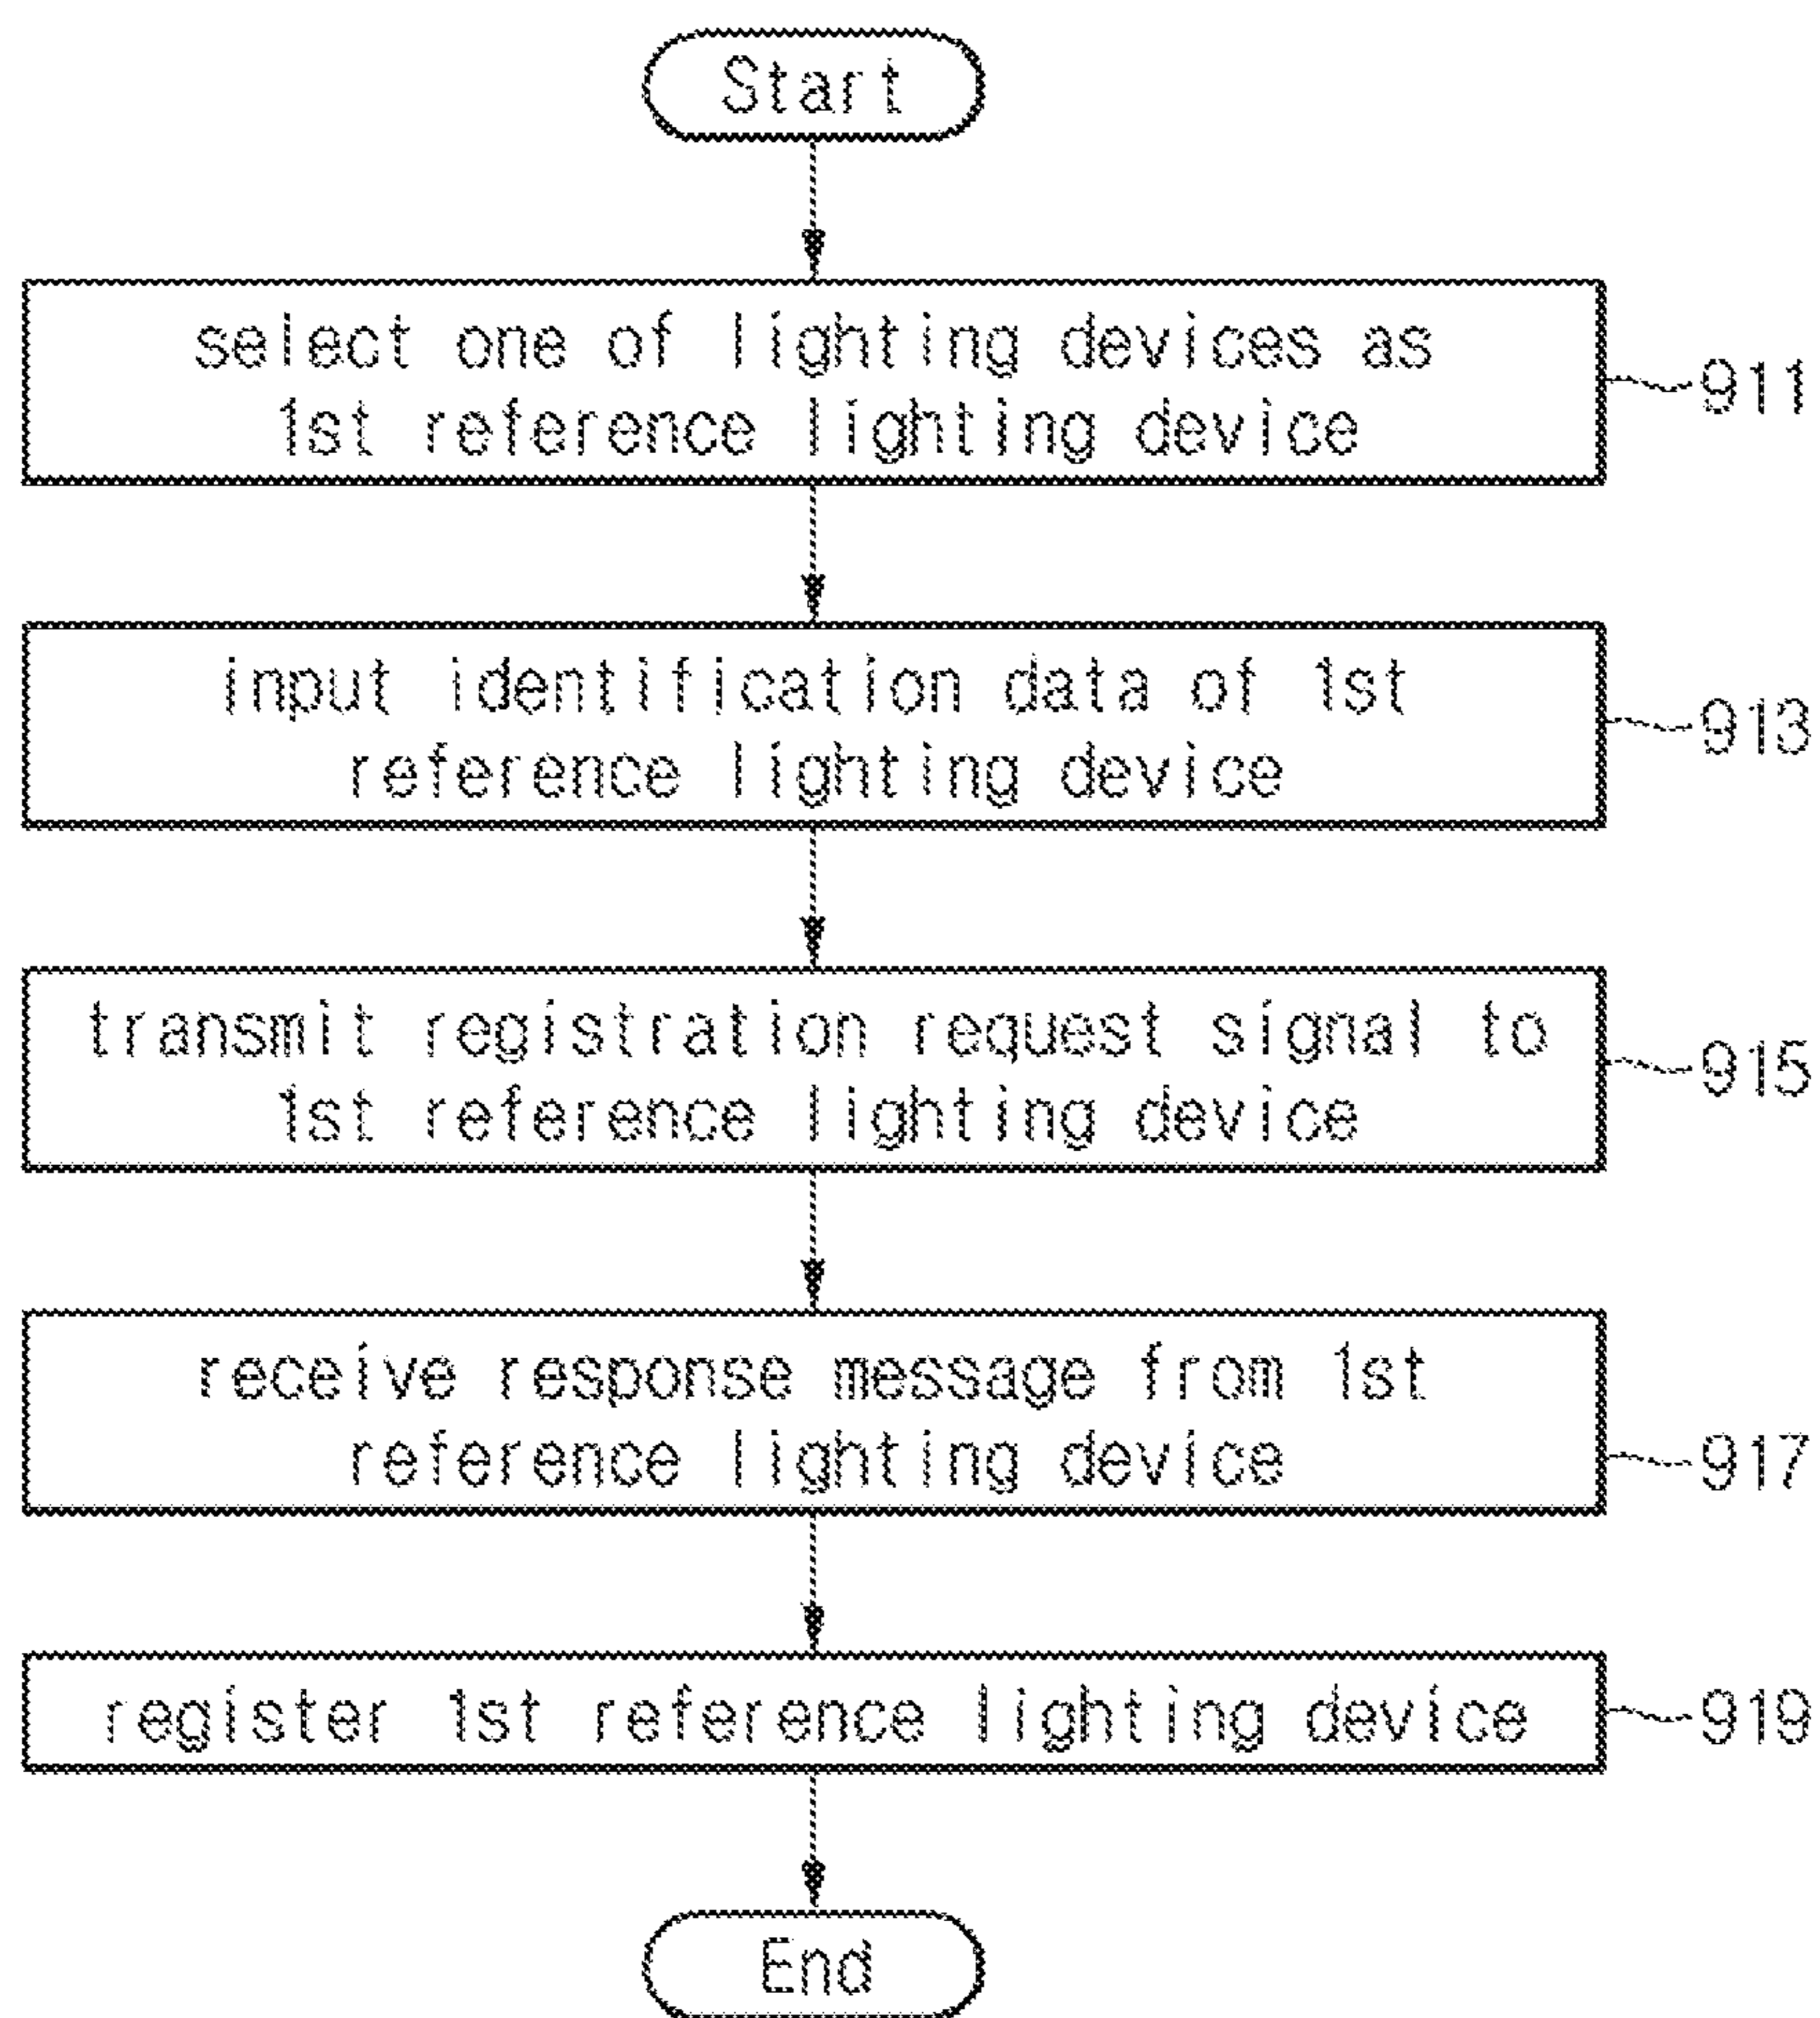 Start
select one of lighting devices as
1st reference lighting device
911
input identification data of 1st
reference lighting device
913
transmit registration request signal to
1st reference lighting device
915
receive response message from 1st
reference lighting device
917
register 1st reference lighting device
919
End